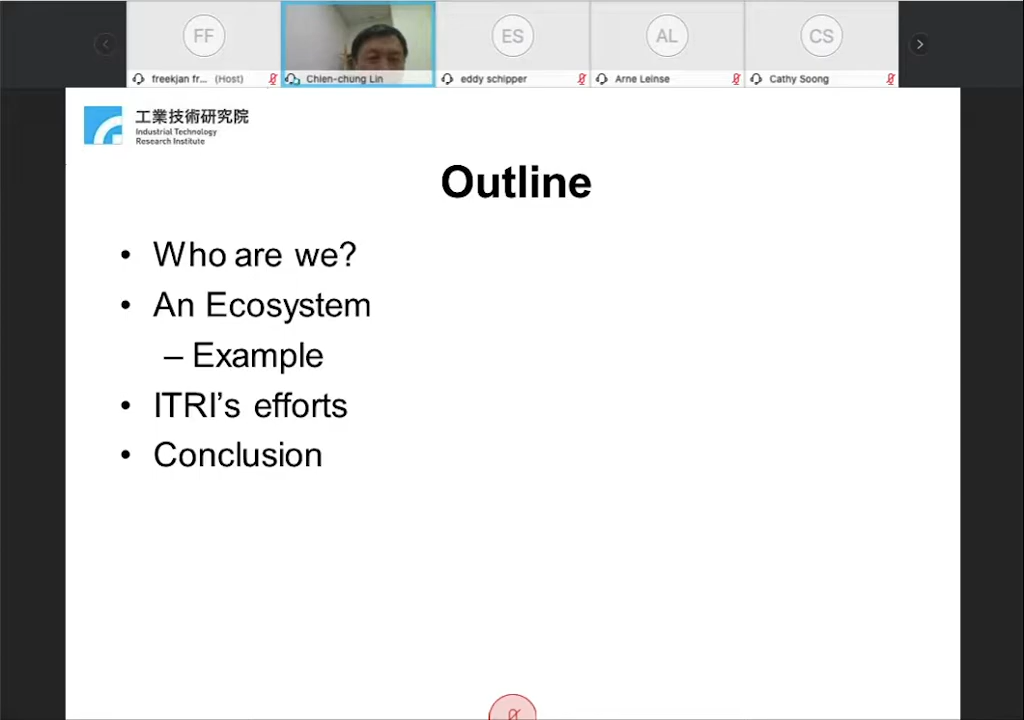 FF
freekjan fr... (Host)
Chien-chung Lin
ES
eddy schipper
AL
Arne Leinse
CS
Cathy Soong
工業技術研究院
Industrial Technology
Research Institute
Outline
• Who are we?
• An Ecosystem
– Example
• ITRI's efforts
• Conclusion